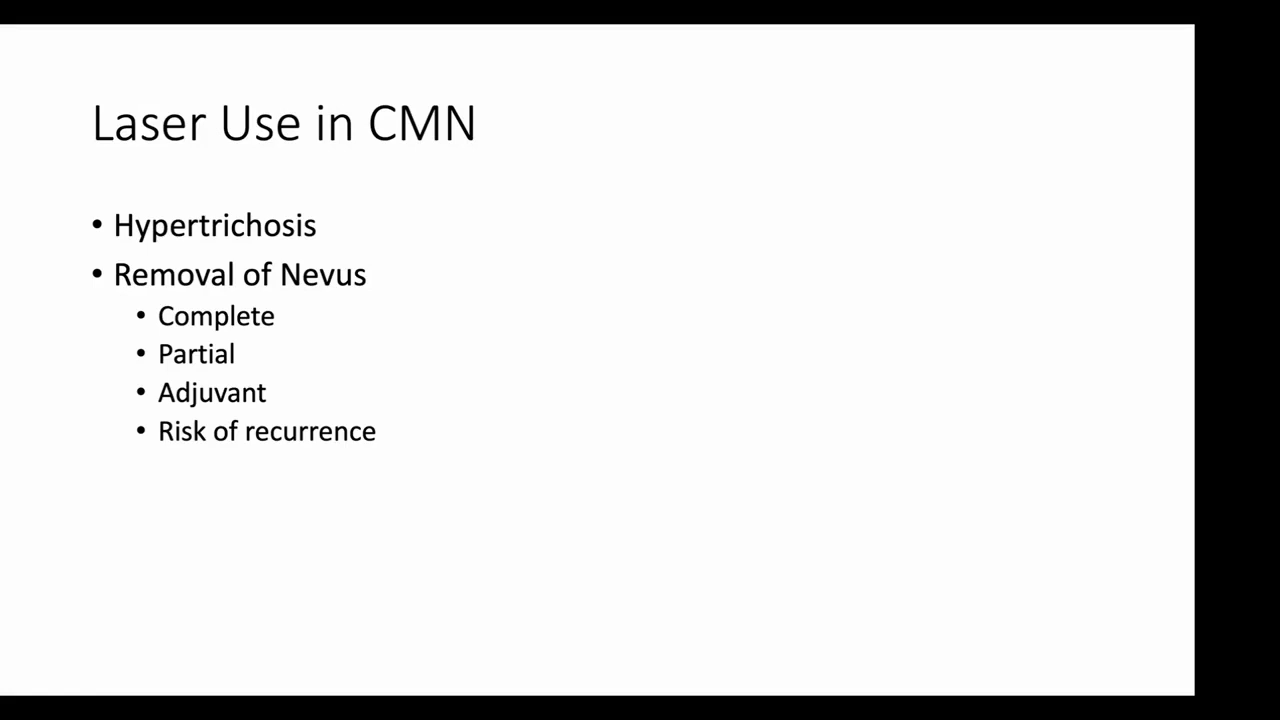 Laser Use in CMN
• Hypertrichosis
• Removal of Nevus
• Complete
• Partial
• Adjuvant
• Risk of recurrence